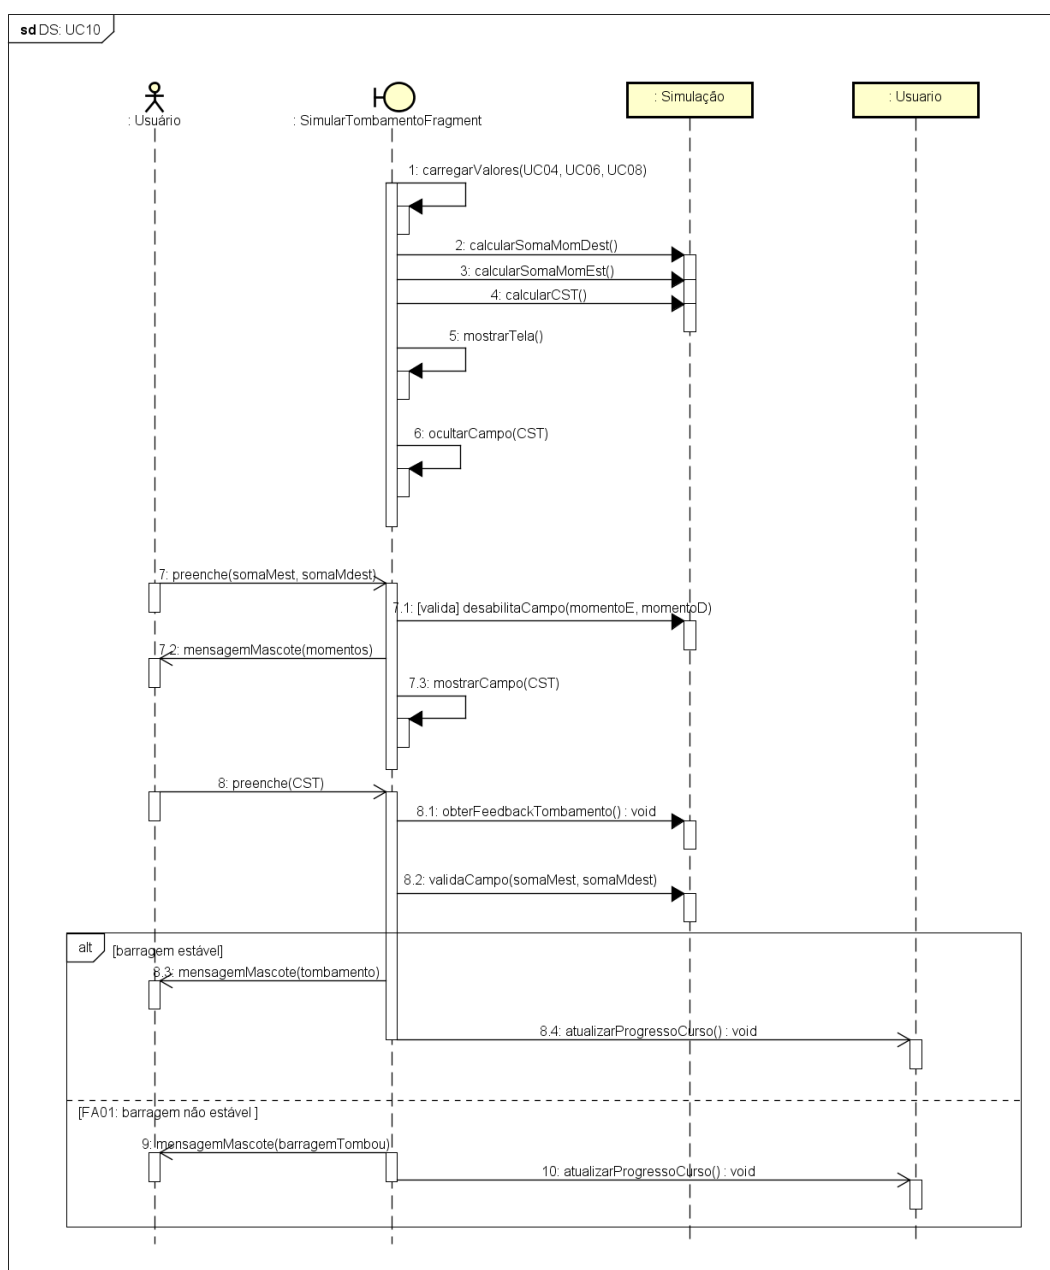 sd DS: UC10
: Usuário
: SimularTombamentoFragment
: Simulação
: Usuario
1: carregarValores(UC04, UC06, UC08)
2: calcularSomaMomDest()
3: calcularSomaMomEst()
4: calcularCST()
5: mostrarTela()
6: ocultarCampo(CST)
7: preenche(somaMest, somaMdest)
7.1: [valida] desabilitaCampo(momentoE, momentoD)
7.2: mensagemMascote(momentos)
7.3: mostrarCampo(CST)
8: preenche(CST)
8.1: obterFeedbackTombamento() : void
8.2: validaCampo(somaMest, somaMdest)
alt
[barragem estável]
8.3: mensagemMascote(tombamento)
8.4: atualizarProgressoCurso() : void
[FA01: barragem não estável ]
9: mensagemMascote(barragemTombou)
10: atualizarProgressoCurso() : void